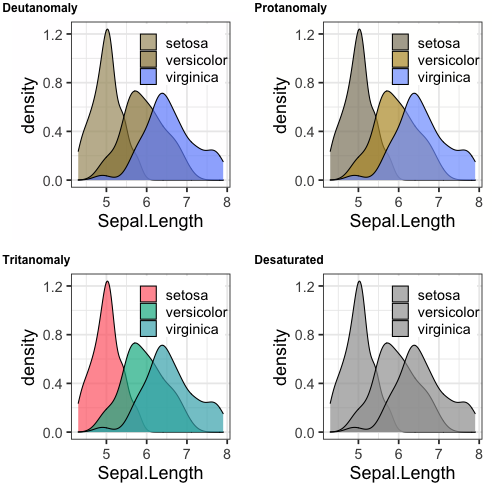 Deutanomaly
Protanomaly
1.2
0.8
0.4
0.0
density
setosa
versicolor
virginica
5 6 7 8
Sepal.Length
1.2
0.8
0.4
0.0
density
setosa
versicolor
virginica
5 6 7 8
Sepal.Length
Tritanomaly
Desaturated
1.2
0.8
0.4
0.0
density
setosa
versicolor
virginica
5 6 7 8
Sepal.Length
1.2
0.8
0.4
0.0
density
setosa
versicolor
virginica
5 6 7 8
Sepal.Length